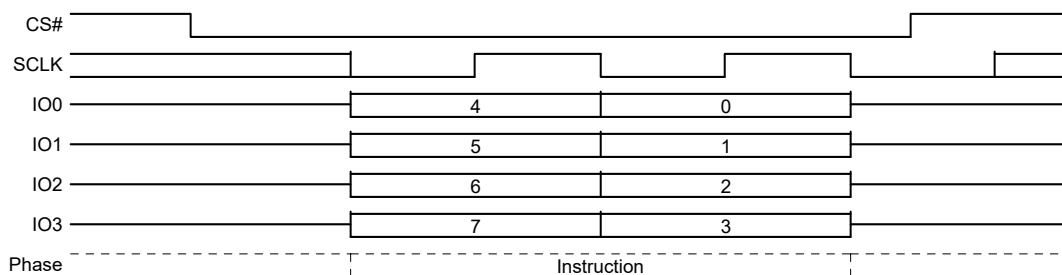 CS#
SCLK
IO0 4 0
IO1 5 1
IO2 6 2
IO3 7 3
Phase Instruction